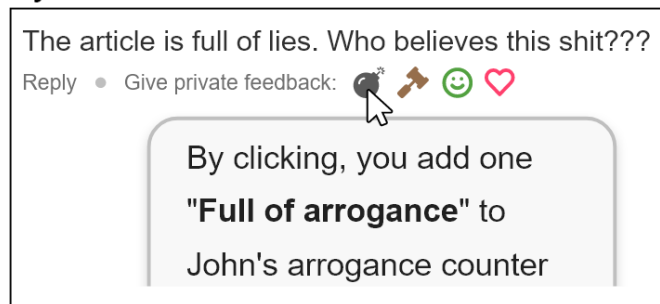 The article is full of lies. Who believes this shit???
Reply ● Give private feedback:
By clicking, you add one
"Full of arrogance" to
John's arrogance counter